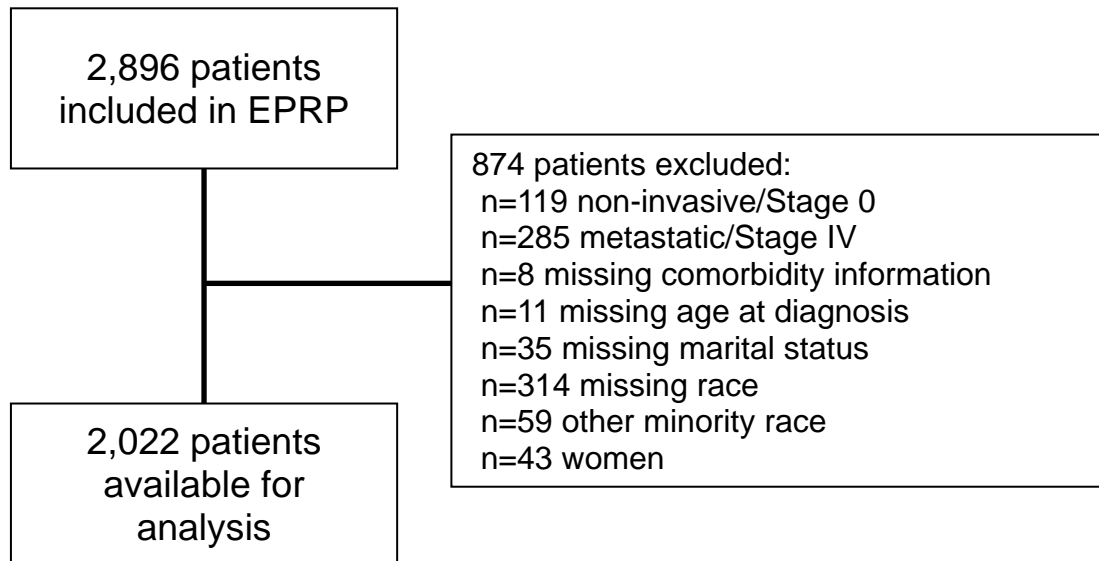 2,896 patients
included in EPRP
874 patients excluded:
n=119 non-invasive/Stage 0
n=285 metastatic/Stage IV
n=8 missing comorbidity information
n=11 missing age at diagnosis
n=35 missing marital status
n=314 missing race
n=59 other minority race
n=43 women
2,022 patients
available for
analysis